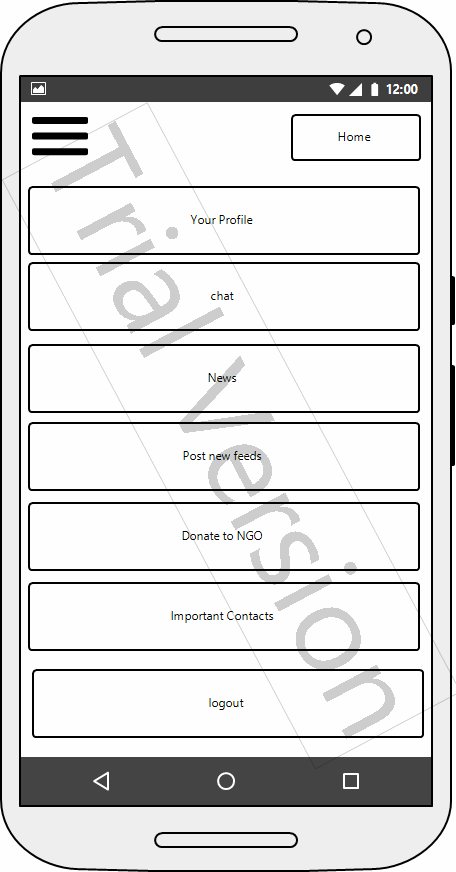 12:00
Home
Your Profile
chat
News
Post new feeds
Donate to NGO
Important Contacts
logout
Trial Version